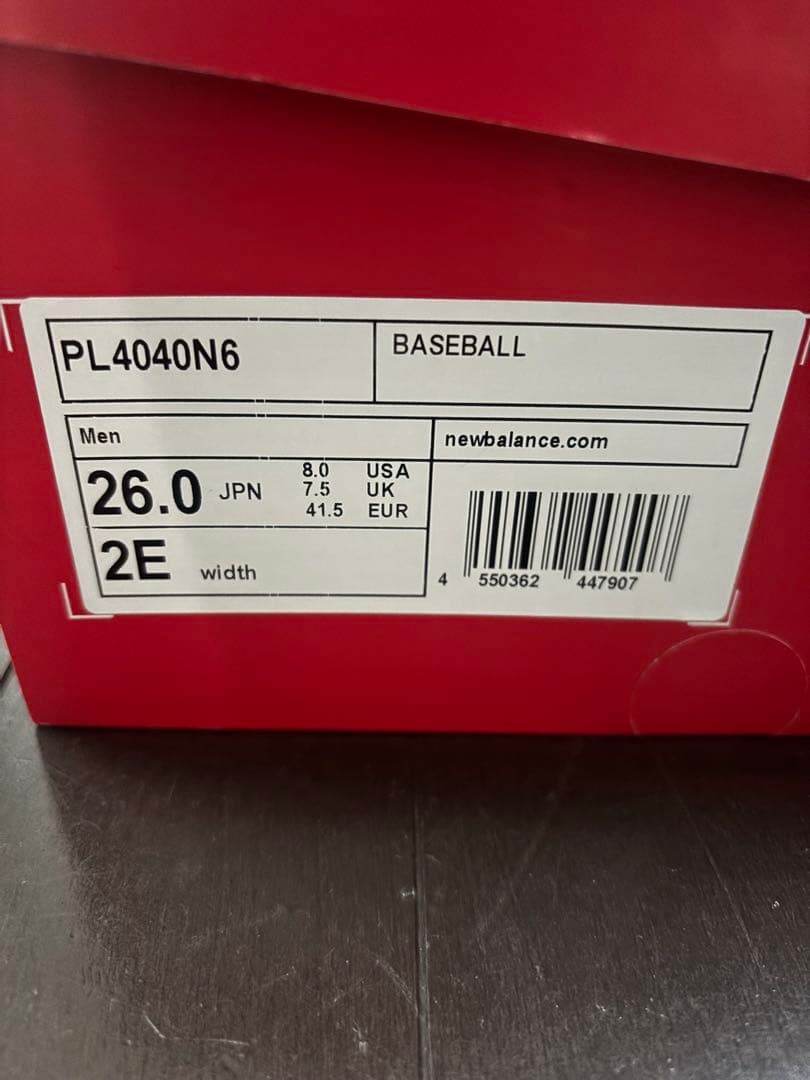 PL4040N6
BASEBALL
Men
newbalance.com
26.0 JPN
8.0 USA
7.5 UK
41.5 EUR
2E width
4 550362 447907